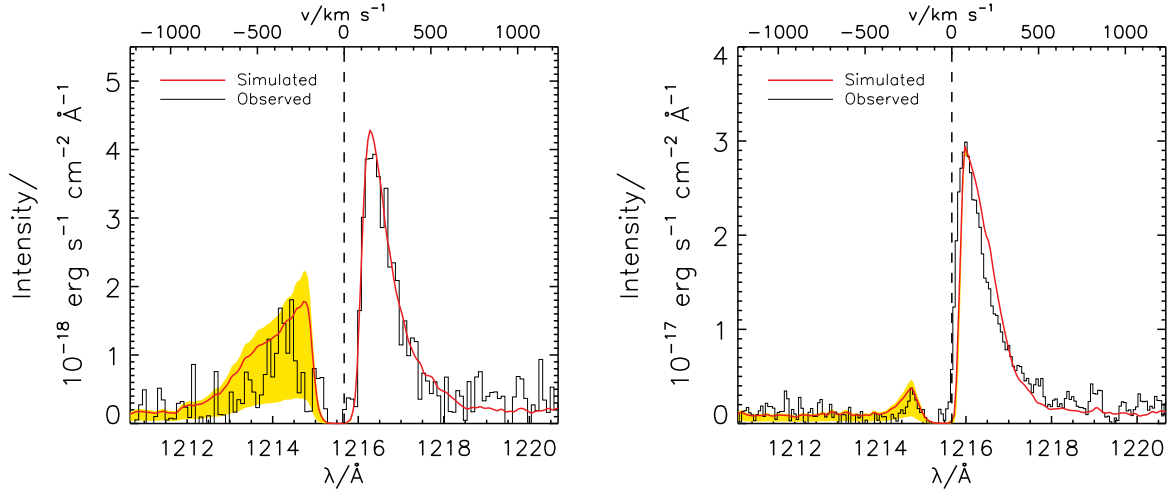 v/km s⁻¹
−1000 −500 0 500 1000
Simulated
Observed
Intensity/
10⁻¹⁸ erg s⁻¹ cm⁻² Å⁻¹
5
4
3
2
1
0
1212 1214 1216 1218 1220
λ/Å
v/km s⁻¹
−1000 −500 0 500 1000
Simulated
Observed
Intensity/
10⁻¹⁷ erg s⁻¹ cm⁻² Å⁻¹
4
3
2
1
0
1212 1214 1216 1218 1220
λ/Å